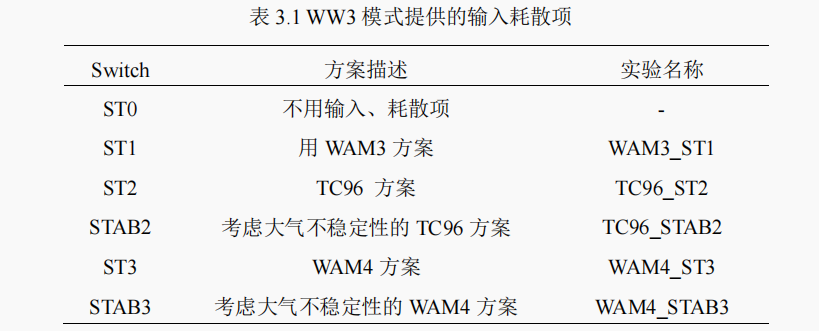 表 3.1 WW3 模式提供的输入耗散项
Switch 方案描述 实验名称
ST0 不用输入、耗散项 -
ST1 用 WAM3 方案 WAM3_ST1
ST2 TC96 方案 TC96_ST2
STAB2 考虑大气不稳定性的 TC96 方案 TC96_STAB2
ST3 WAM4 方案 WAM4_ST3
STAB3 考虑大气不稳定性的 WAM4 方案 WAM4_STAB3